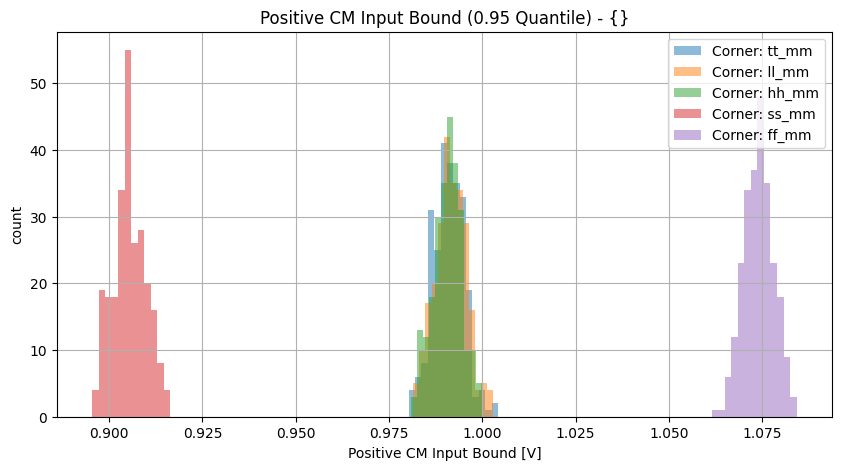 Positive CM Input Bound (0.95 Quantile) - {}
Corner: tt_mm
Corner: ll_mm
Corner: hh_mm
Corner: ss_mm
Corner: ff_mm
count
50
40
30
20
10
0
0.900 0.925 0.950 0.975 1.000 1.025 1.050 1.075
Positive CM Input Bound [V]